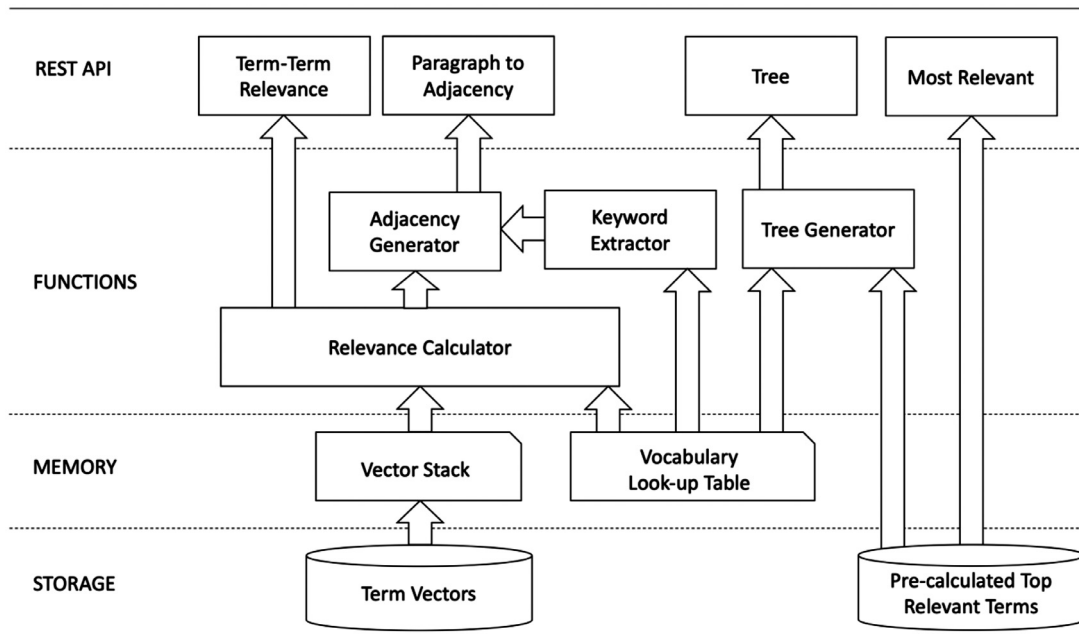 REST API
Term-Term
Relevance
Paragraph to
Adjacency
Tree
Most Relevant
FUNCTIONS
Adjacency
Generator
Keyword
Extractor
Tree Generator
Relevance Calculator
MEMORY
Vector Stack
Vocabulary
Look-up Table
STORAGE
Term Vectors
Pre-calculated Top
Relevant Terms